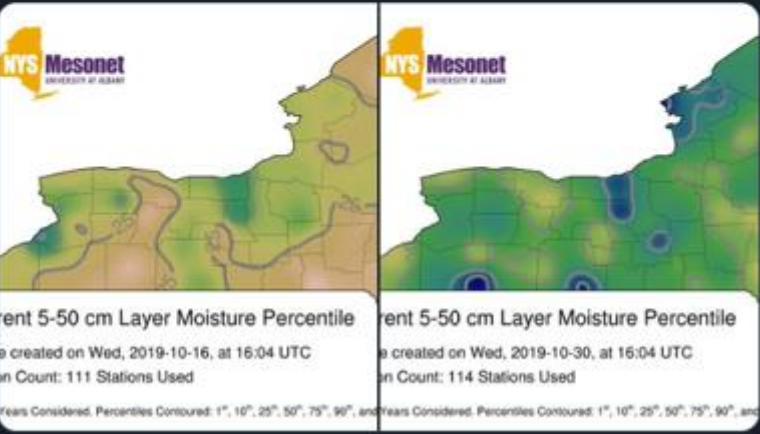 NYS Mesonet
UNIVERSITY AT ALBANY
25
rent 5-50 cm Layer Moisture Percentile
e created on Wed, 2019-10-16, at 16:04 UTC
on Count: 111 Stations Used
Years Considered. Percentiles Contoured: 1st, 10th, 25th, 50th, 75th, 90th, and
NYS Mesonet
UNIVERSITY AT ALBANY
rent 5-50 cm Layer Moisture Percentile
e created on Wed, 2019-10-30, at 16:04 UTC
n Count: 114 Stations Used
Years Considered. Percentiles Contoured: 1st, 10th, 25th, 50th, 75th, 90th, an